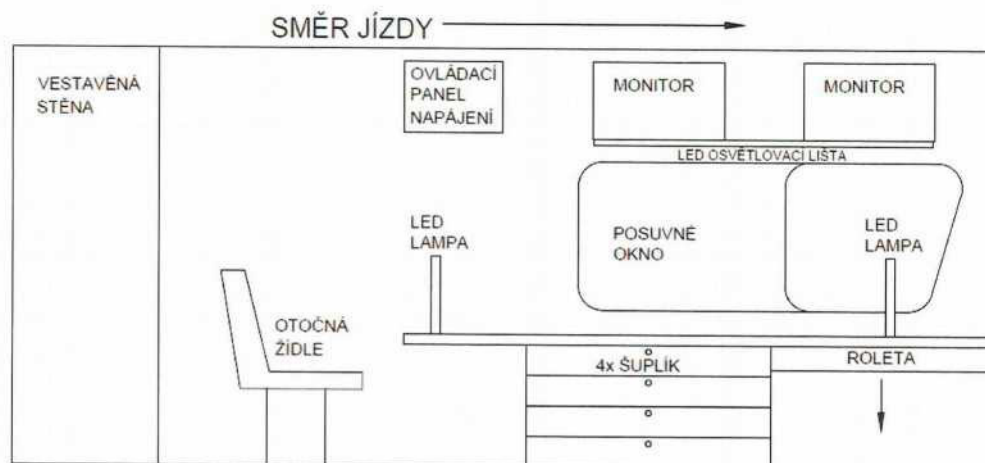 SMĚR JÍZDY
VESTAVĚNÁ
STĚNA
OVLÁDACÍ
PANEL
NAPÁJENÍ
MONITOR
MONITOR
LED OSVĚTLOVACÍ LIŠTA
LED
LAMPA
POSUVNÉ
OKNO
LED
LAMPA
OTOČNÁ
ŽÍDLE
4x ŠUPLÍK
ROLETA